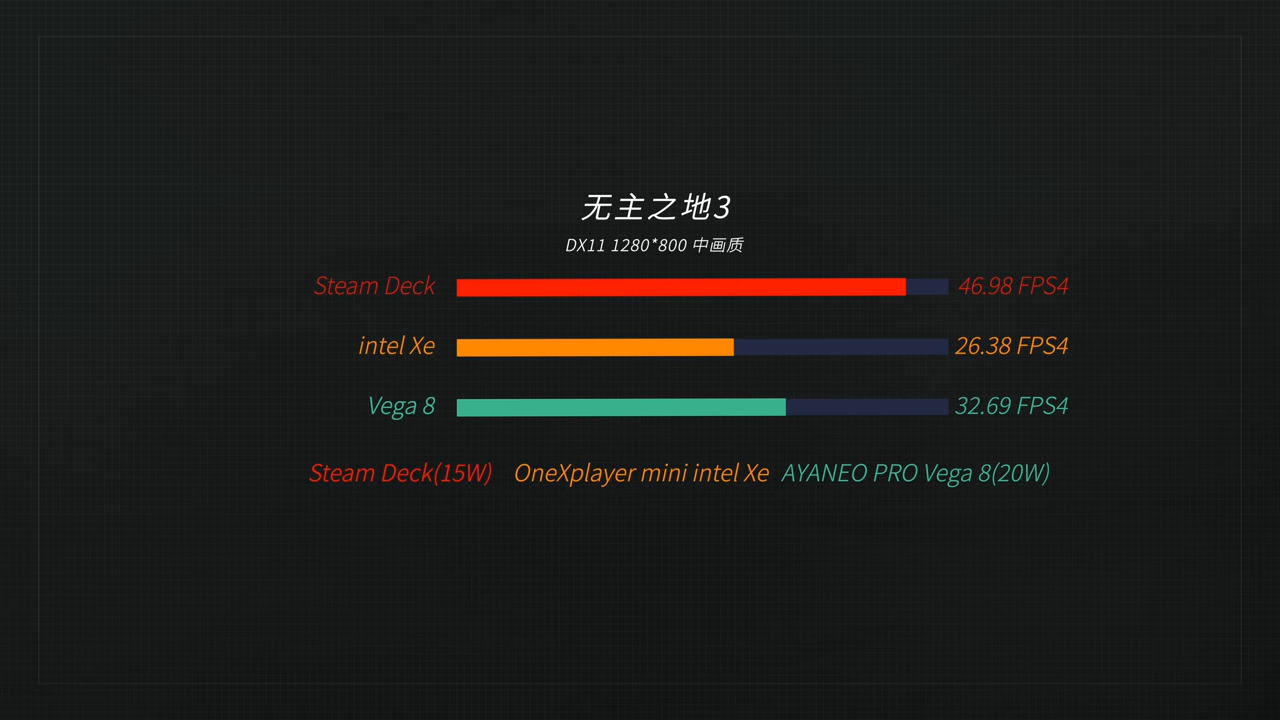 无主之地3
DX11 1280*800 中画质
Steam Deck 46.98 FPS4
intel Xe 26.38 FPS4
Vega 8 32.69 FPS4
Steam Deck(15W) OneXplayer mini intel Xe AYANEO PRO Vega 8(20W)